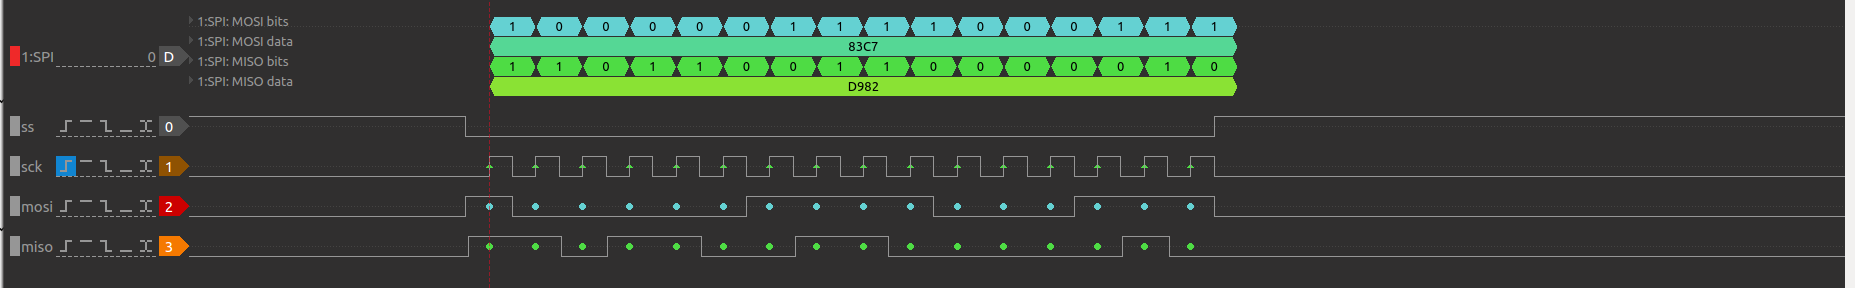 1:SPI: MOSI bits 1 0 0 0 0 0 1 1 1 1 0 0 0 1 1 1
1:SPI: MOSI data 83C7
1:SPI 0 D
1:SPI: MISO bits 1 1 0 1 1 0 0 1 1 0 0 0 0 0 1 0
1:SPI: MISO data D982
ss 0
sck 1
mosi 2
miso 3